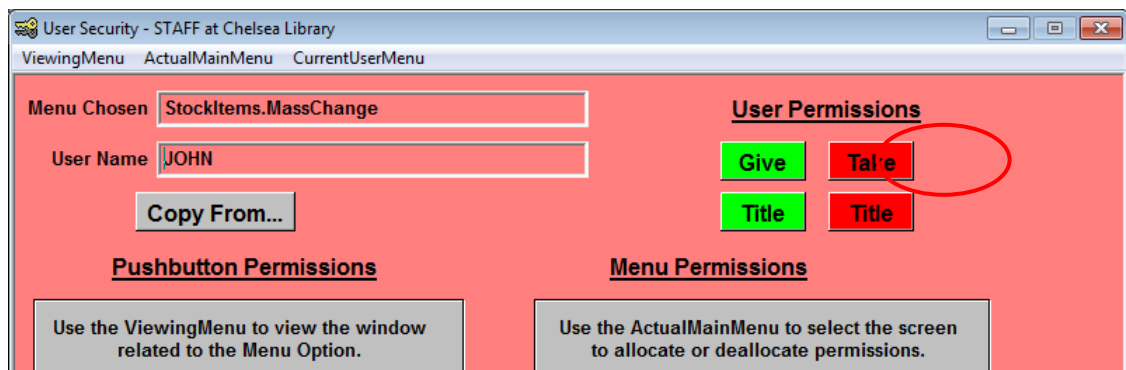 User Security - STAFF at Chelsea Library
ViewingMenu ActualMainMenu CurrentUserMenu
Menu Chosen StockItems.MassChange
User Permissions
User Name JOHN
Give Take
Copy From...
Title Title
Pushbutton Permissions
Menu Permissions
Use the ViewingMenu to view the window
related to the Menu Option.
Use the ActualMainMenu to select the screen
to allocate or deallocate permissions.